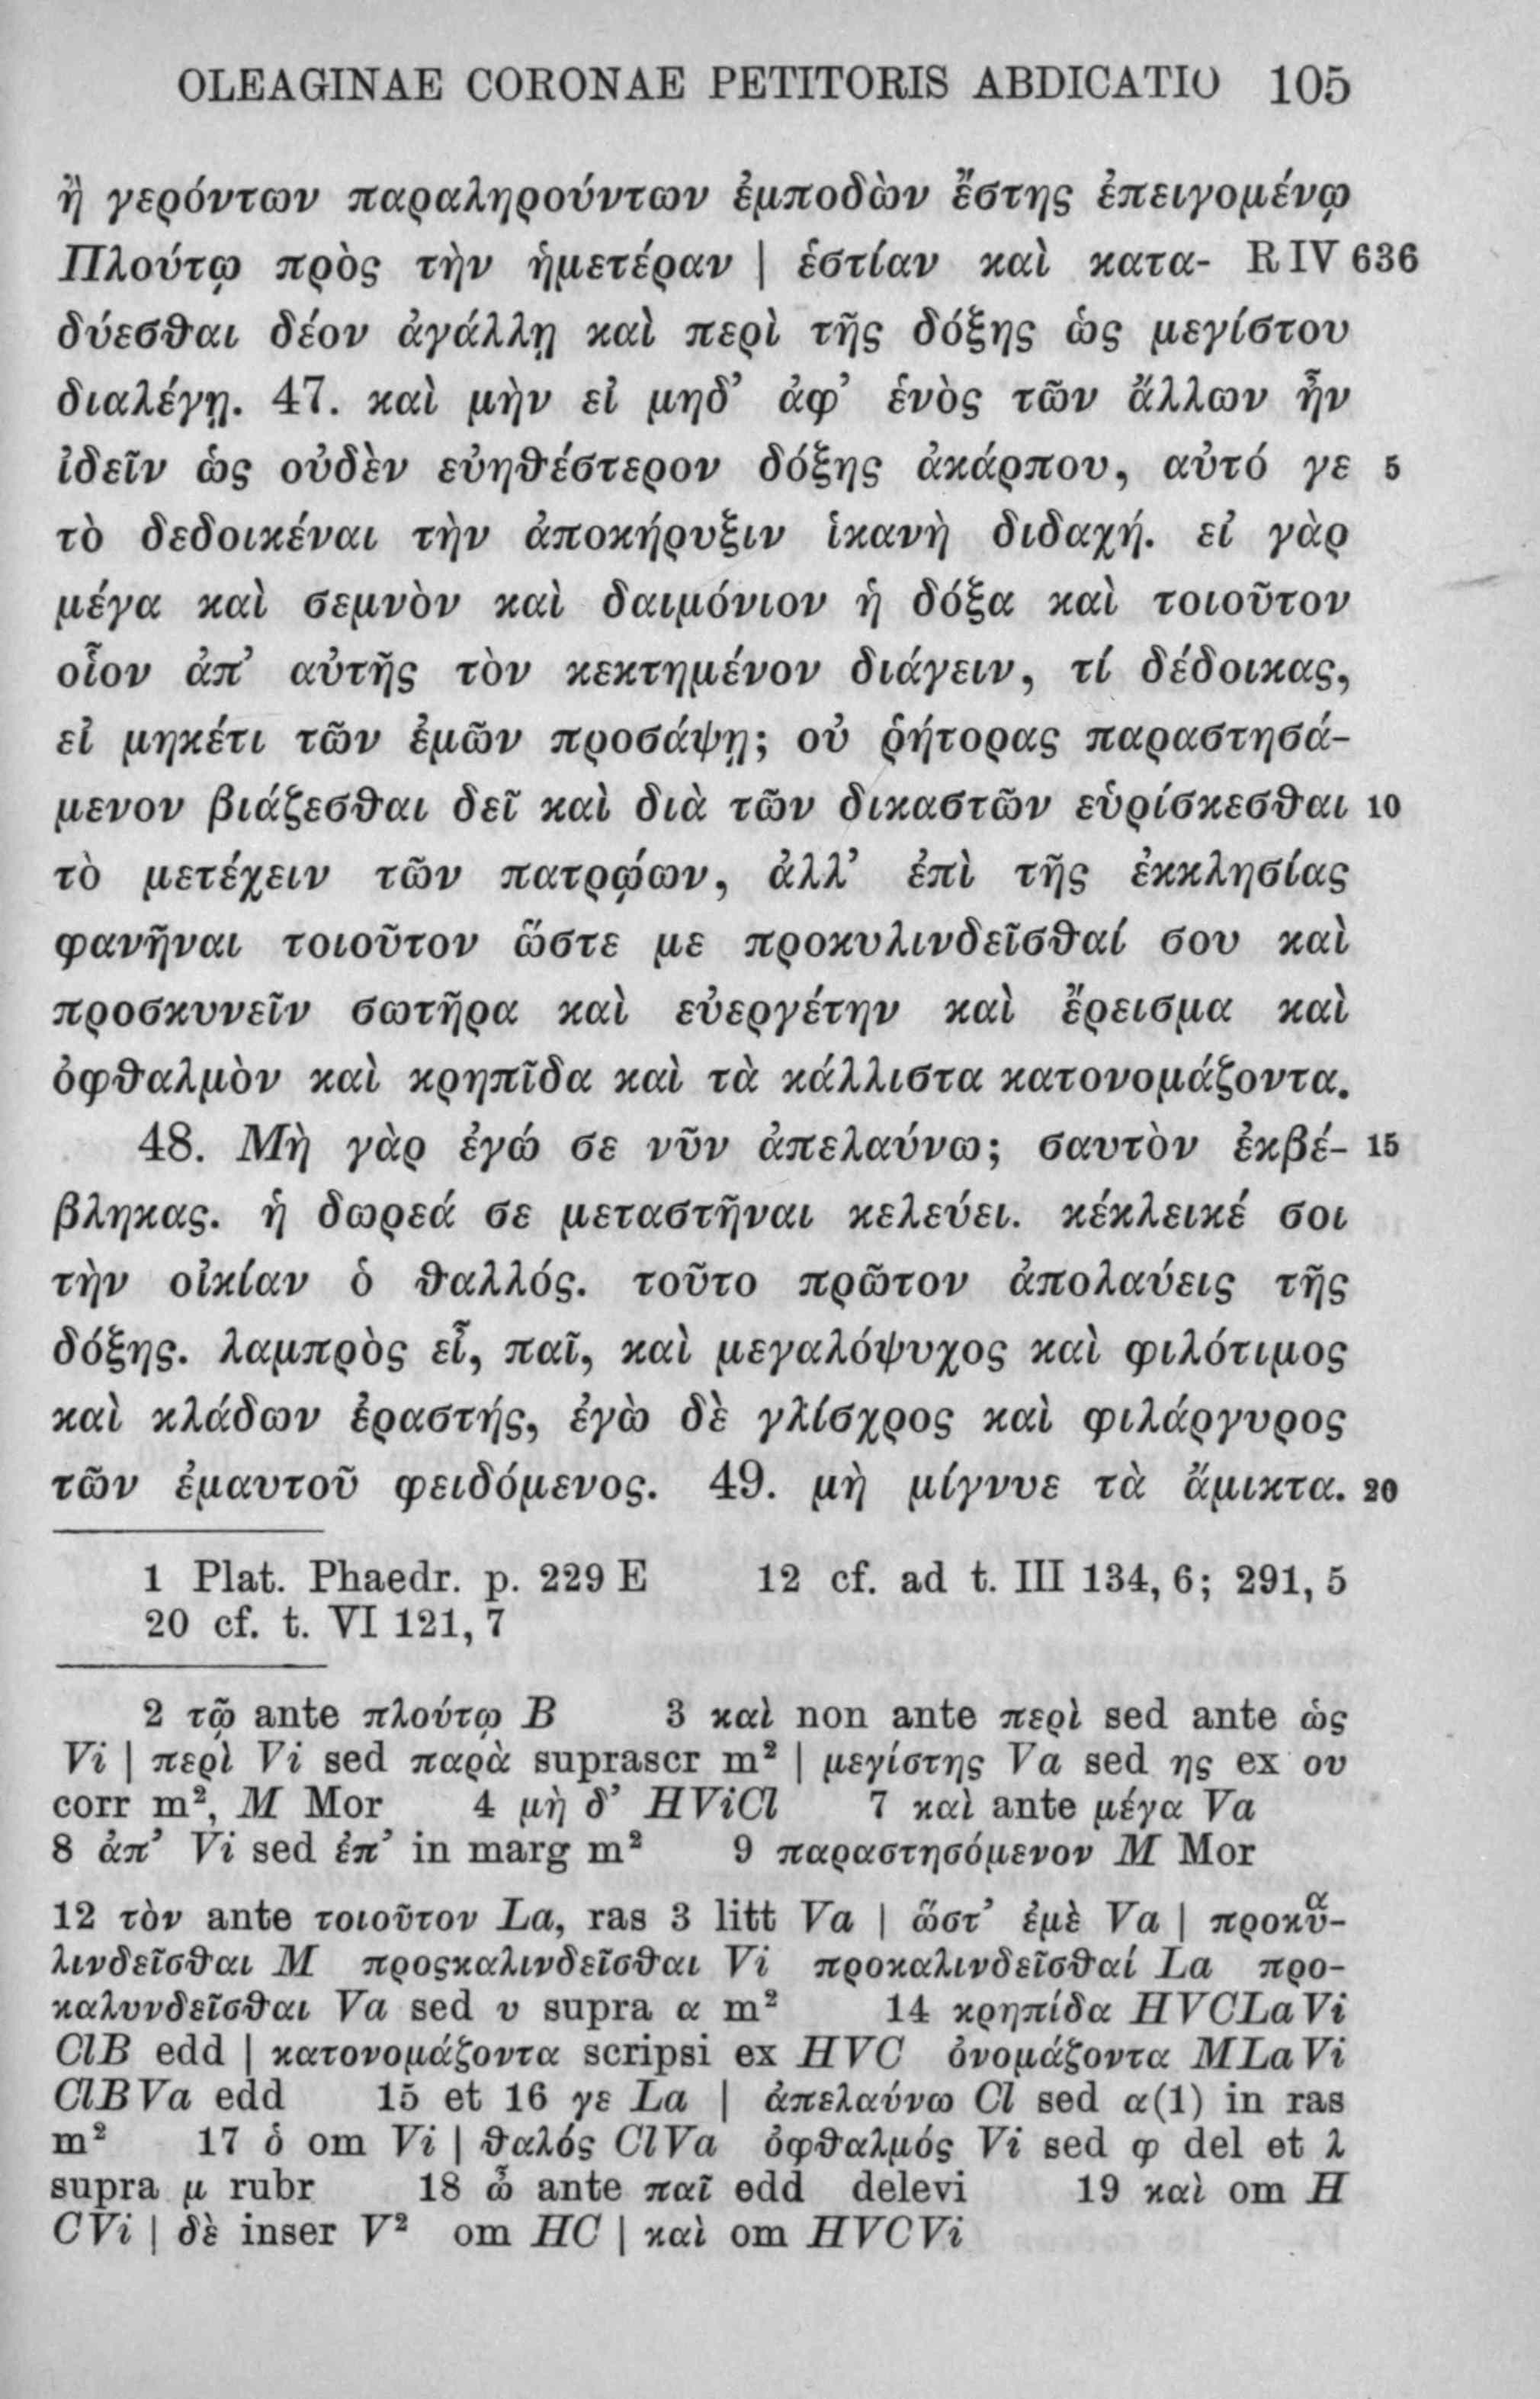 OLEAGINAE CORONAE PETITORIS ABDICATIO 105
ἢ γερόντων παραληρούντων ἐμποδὼν ἔστης ἐπειγομένῳ
Πλούτῳ πρὸς τὴν ἡμετέραν | ἑστίαν καὶ κατα- R IV 636
δύεσθαι δέον ἀγάλλῃ καὶ περὶ τῆς δόξης ὡς μεγίστου
διαλέγῃ. 47. καὶ μὴν εἰ μηδ’ ἀφ’ ἑνὸς τῶν ἄλλων ἦν
ἰδεῖν ὡς οὐδὲν εὐηθέστερον δόξης ἀκάρπου, αὐτό γε 5
τὸ δεδοικέναι τὴν ἀποκήρυξιν ἱκανὴ διδαχή. εἰ γὰρ
μέγα καὶ σεμνὸν καὶ δαιμόνιον ἡ δόξα καὶ τοιοῦτον
οἷον ἀπ’ αὐτῆς τὸν κεκτημένον διάγειν, τί δέδοικας,
εἰ μηκέτι τῶν ἐμῶν προσάψῃ; οὐ ῥήτορας παραστησά-
μενον βιάζεσθαι δεῖ καὶ διὰ τῶν δικαστῶν εὑρίσκεσθαι 10
τὸ μετέχειν τῶν πατρῴων, ἀλλ’ ἐπὶ τῆς ἐκκλησίας
φανῆναι τοιοῦτον ὥστε με προκυλινδεῖσθαί σου καὶ
προσκυνεῖν σωτῆρα καὶ εὐεργέτην καὶ ἔρεισμα καὶ
ὀφθαλμὸν καὶ κρηπῖδα καὶ τὰ κάλλιστα κατονομάζοντα.
48. Μὴ γὰρ ἐγώ σε νῦν ἀπελαύνω; σαυτὸν ἐκβέ- 15
βληκας. ἡ δωρεά σε μεταστῆναι κελεύει. κέκλεικέ σοι
τὴν οἰκίαν ὁ θαλλός. τοῦτο πρῶτον ἀπολαύεις τῆς
δόξης. λαμπρὸς εἶ, παῖ, καὶ μεγαλόψυχος καὶ φιλότιμος
καὶ κλάδων ἐραστής, ἐγὼ δὲ γλίσχρος καὶ φιλάργυρος
τῶν ἐμαυτοῦ φειδόμενος. 49. μὴ μίγνυε τὰ ἄμικτα. 20
1 Plat. Phaedr. p. 229 E 12 cf. ad t. III 134, 6; 291, 5
20 cf. t. VI 121, 7
2 τῷ ante πλούτῳ B 3 καὶ non ante περὶ sed ante ὡς
Vi | περὶ Vi sed παρὰ suprascr m² | μεγίστης Va sed ης ex ου
corr m², M Mor 4 μὴ δ’ HViCl 7 καὶ ante μέγα Va
8 ἀπ’ Vi sed ἐπ’ in marg m² 9 παραστησόμενον M Mor
12 τὸν ante τοιοῦτον La, ras 3 litt Va | ὥστ’ ἐμὲ Va | προκῠᾰ-
λινδεῖσθαι M προςκαλινδεῖσθαι Vi προκαλινδεῖσθαί La προ-
καλυνδεῖσθαι Va sed υ supra α m² 14 κρηπίδα HVCLaVi
ClB edd | κατονομάζοντα scripsi ex HVC ὀνομάζοντα MLaVi
ClBVa edd 15 et 16 γε La | ἀπελαύνω Cl sed α(1) in ras
m² 17 ὁ om Vi | θαλός ClVa ὀφθαλμός Vi sed φ del et λ
supra μ rubr 18 ὦ ante παῖ edd delevi 19 καὶ om H
CVi | δὲ inser V² om HC | καὶ om HVCVi